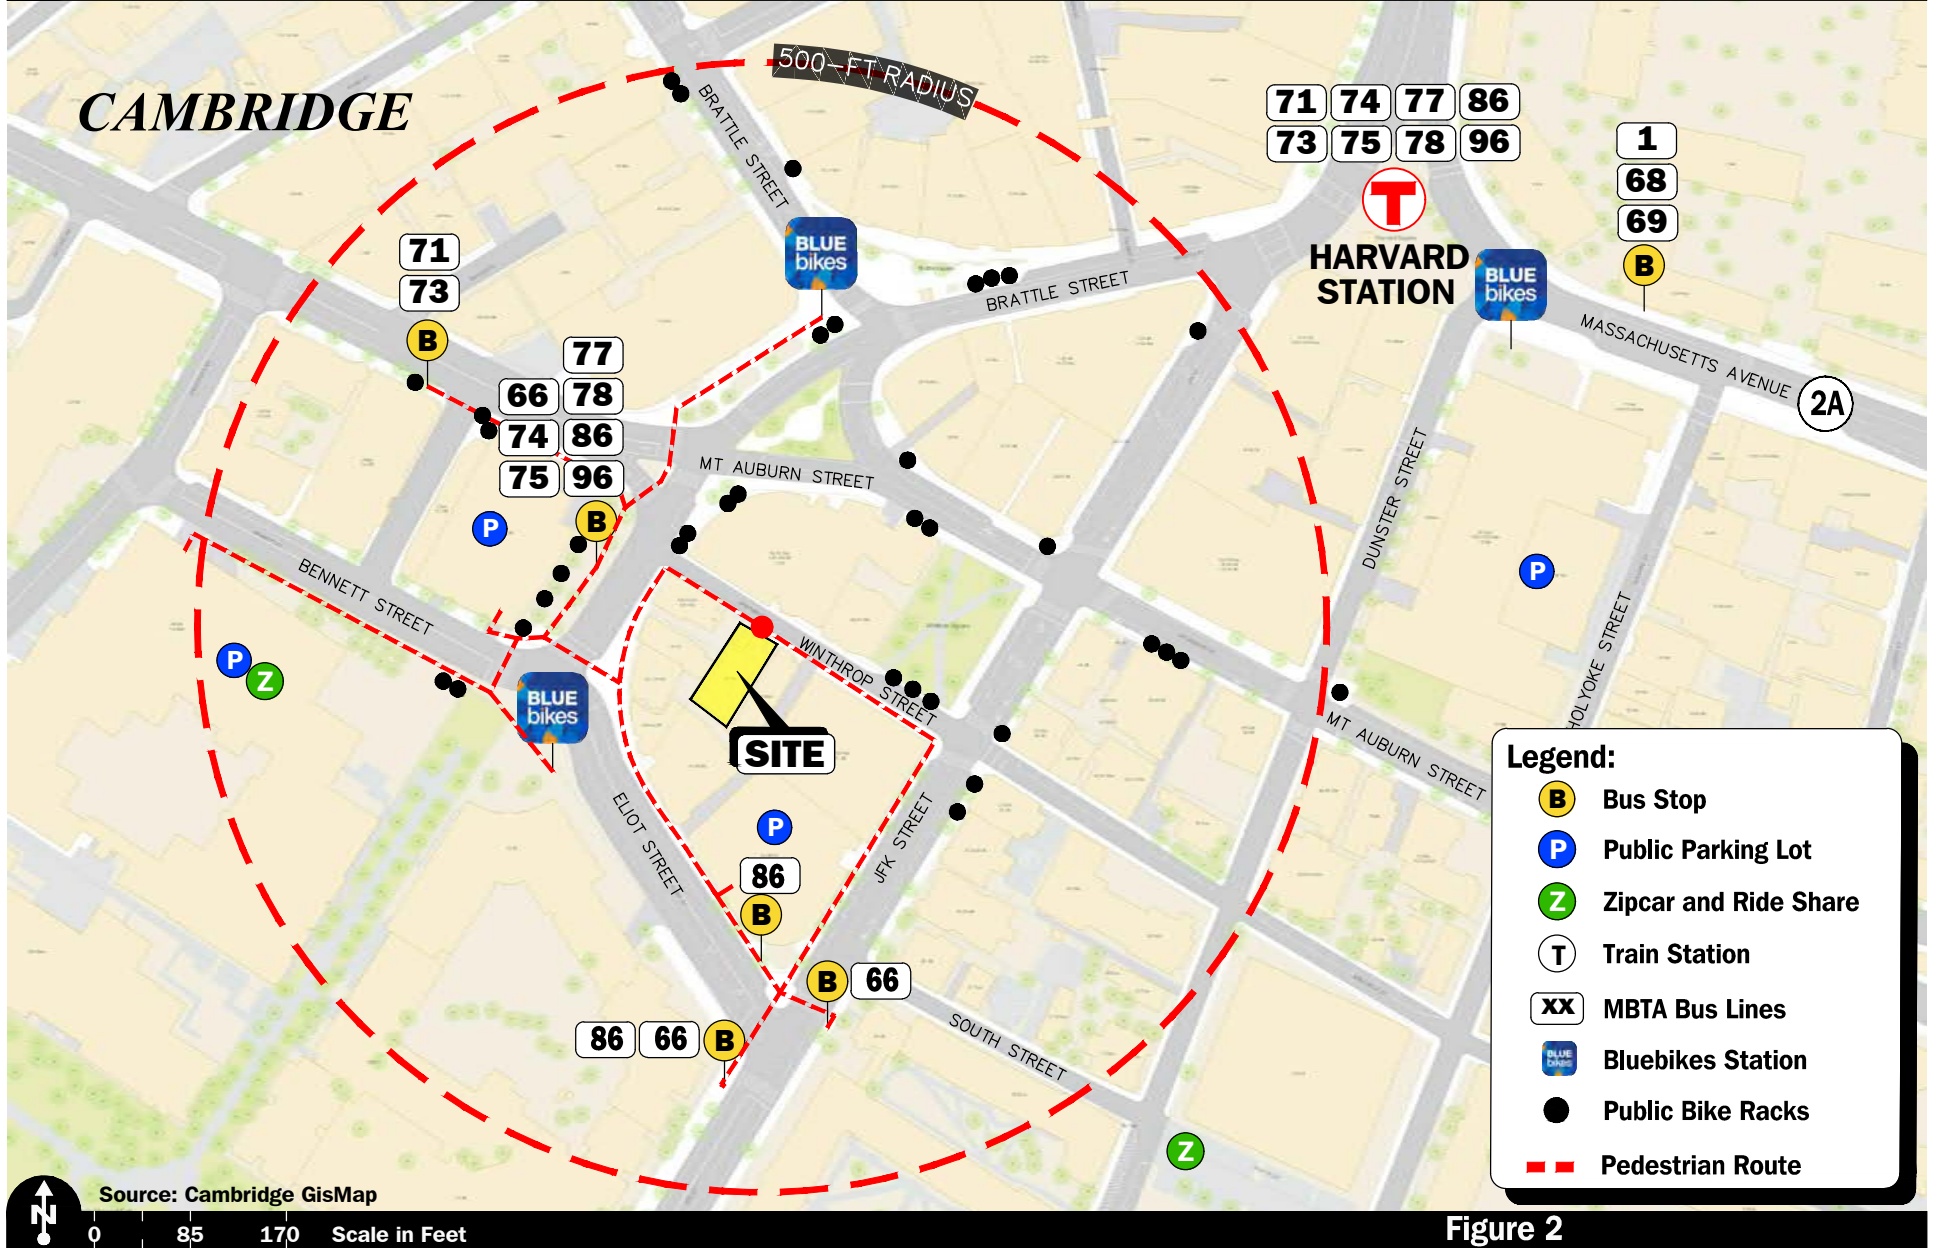 CAMBRIDGE
500-FT RADIUS
BRATTLE STREET
71 74 77 86
73 75 78 96
T
HARVARD
STATION
1
68
69
B
BLUE
bikes
BLUE
bikes
71
73
B
BRATTLE STREET
MASSACHUSETTS AVENUE
2A
77
66 78
74 86
75 96
B
P
MT AUBURN STREET
DUNSTER STREET
P
BENNETT STREET
HOLYOKE STREET
P
Z
BLUE
bikes
WINTHROP STREET
SITE
MT AUBURN STREET
ELIOT STREET
P
JFK STREET
86
B
B 66
86 66 B
SOUTH STREET
Z
Legend:
B Bus Stop
P Public Parking Lot
Z Zipcar and Ride Share
T Train Station
XX MBTA Bus Lines
BLUE
bikes
Bluebikes Station
Public Bike Racks
Pedestrian Route
Source: Cambridge GisMap
N
0 85 170 Scale in Feet
Figure 2